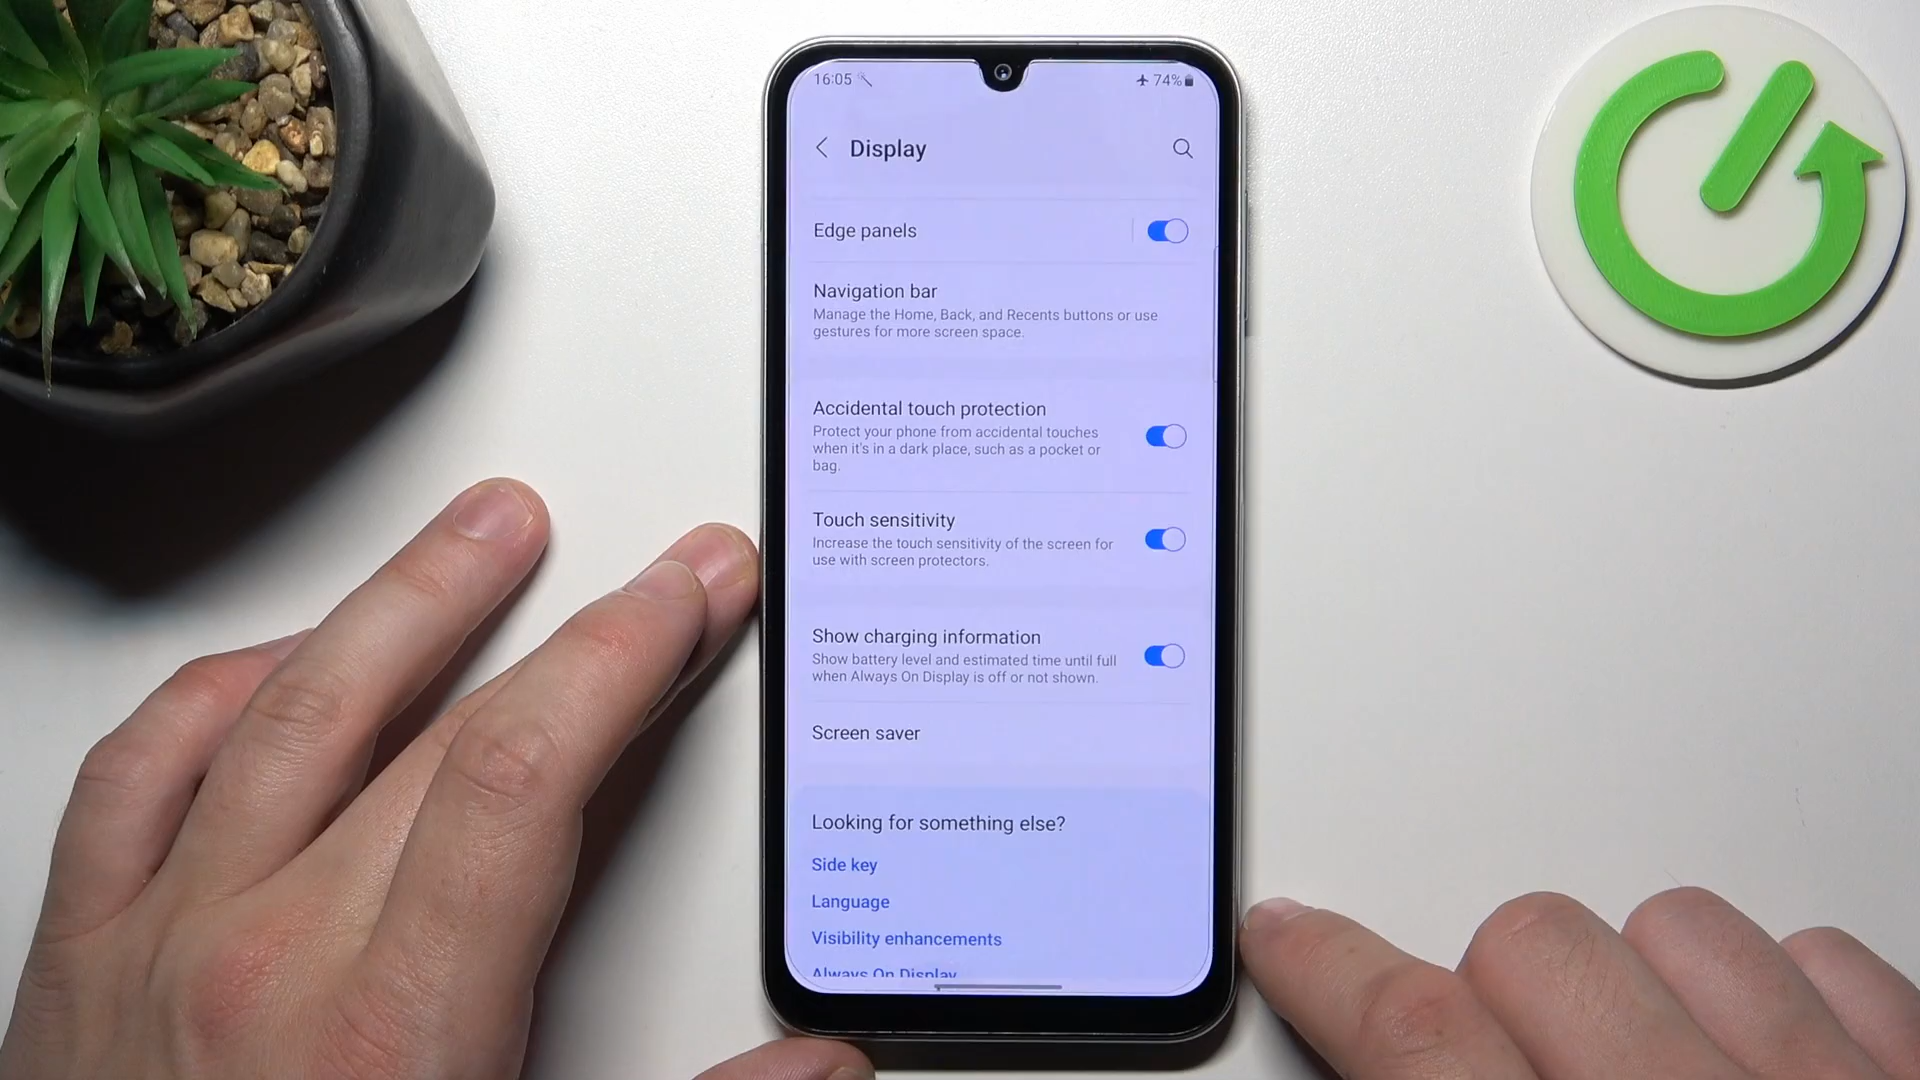 16:05
74%
Display
Edge panels
Navigation bar
Manage the Home, Back, and Recents buttons or use
gestures for more screen space.
Accidental touch protection
Protect your phone from accidental touches
when it's in a dark place, such as a pocket or
bag.
Touch sensitivity
Increase the touch sensitivity of the screen for
use with screen protectors.
Show charging information
Show battery level and estimated time until full
when Always On Display is off or not shown.
Screen saver
Looking for something else?
Side key
Language
Visibility enhancements
Always On Display